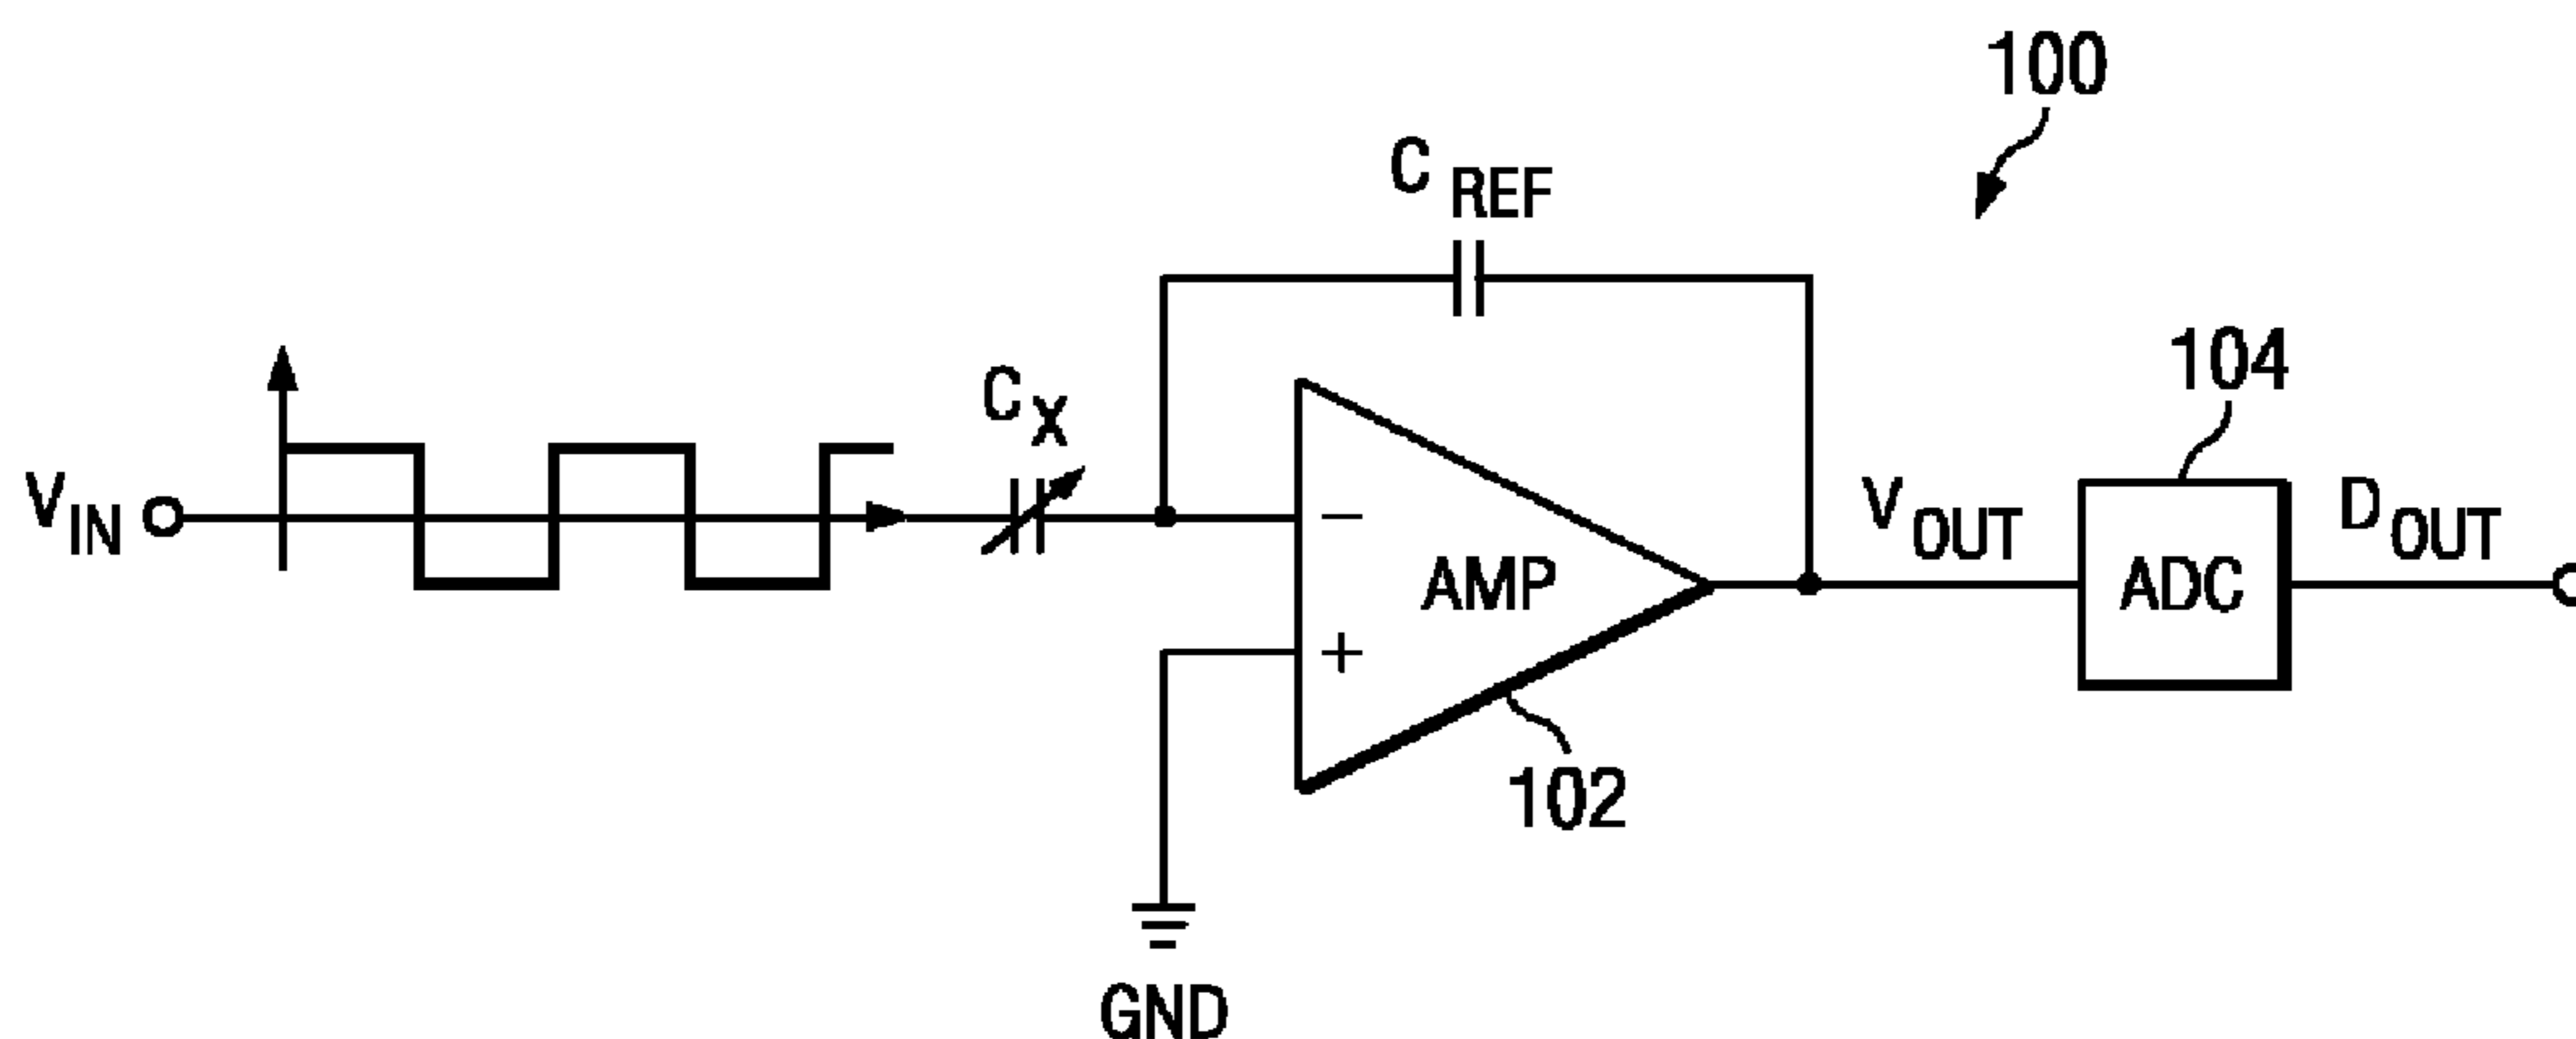 100
C REF
104
C X
V IN
V OUT
D OUT
−
AMP
ADC
+
102
GND